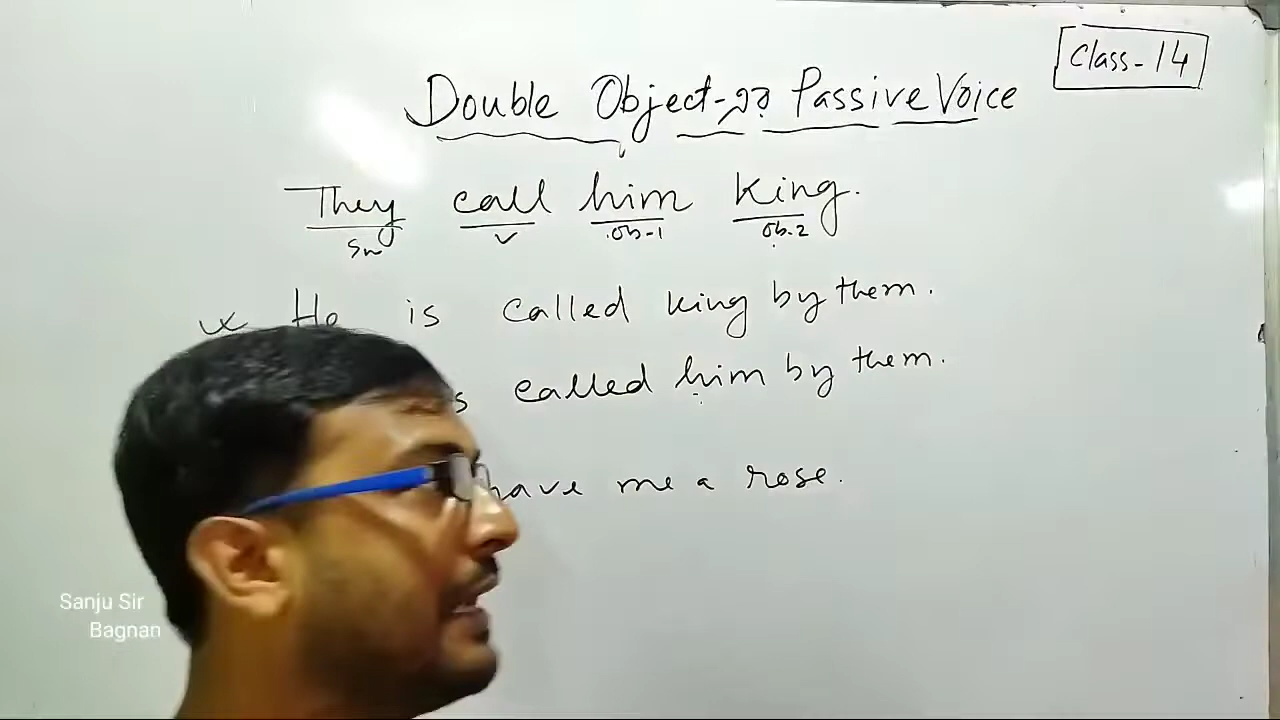 Class-14
Double Object-এর Passive Voice
They call him King.
Sub v ob-1 ob-2
He is called King by them.
called him by them.
me a rose.
Sanju Sir
Bagnan